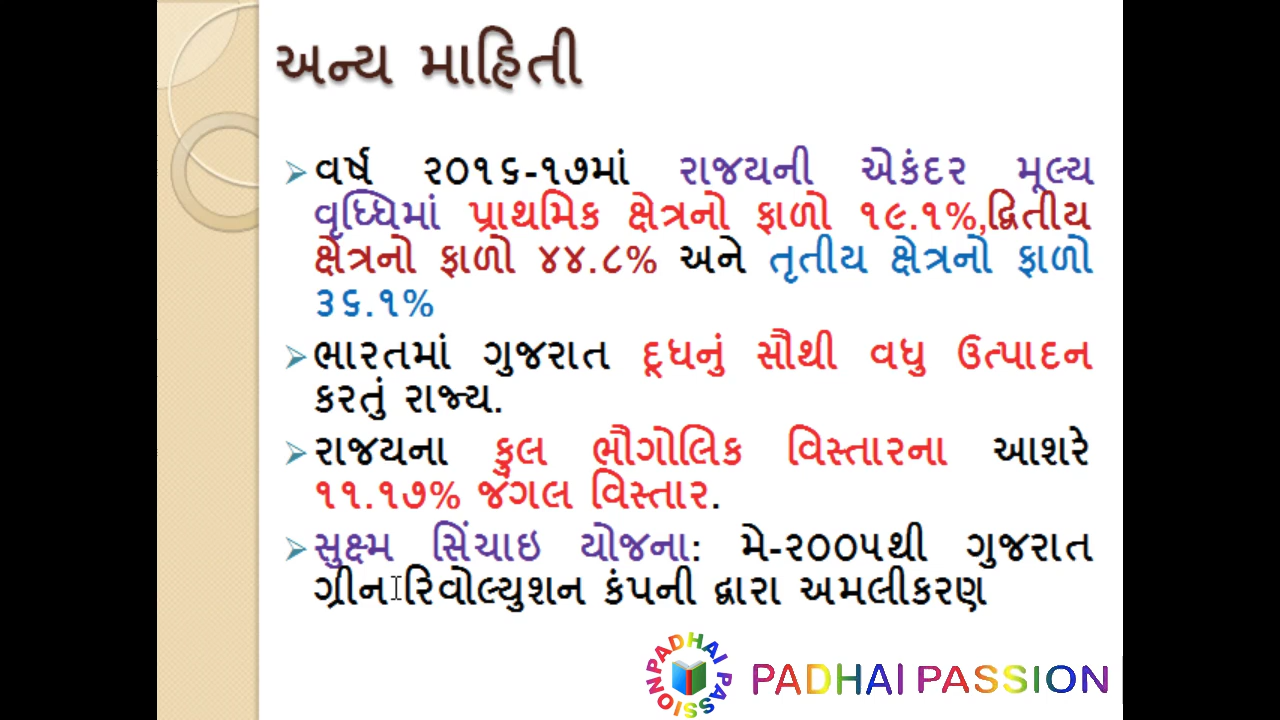 અન્ય માહિતી
વર્ષ ૨૦૧૬-૧૭માં રાજયની એકંદર મૂલ્ય
વૃધ્ધિમાં પ્રાથમિક ક્ષેત્રનો ફાળો ૧૯.૧%,દ્વિતીય
ક્ષેત્રનો ફાળો ૪૪.૮% અને તૃતીય ક્ષેત્રનો ફાળો
૩૬.૧%
ભારતમાં ગુજરાત દૂધનું સૌથી વધુ ઉત્પાદન
કરતું રાજ્ય.
રાજયના કુલ ભૌગોલિક વિસ્તારના આશરે
૧૧.૧૭% જંગલ વિસ્તાર.
સુક્ષ્મ સિંચાઇ યોજના: મે-૨૦૦૫થી ગુજરાત
ગ્રીન રિવોલ્યુશન કંપની દ્વારા અમલીકરણ
PADHAI PASSION
PADHAI PASSION